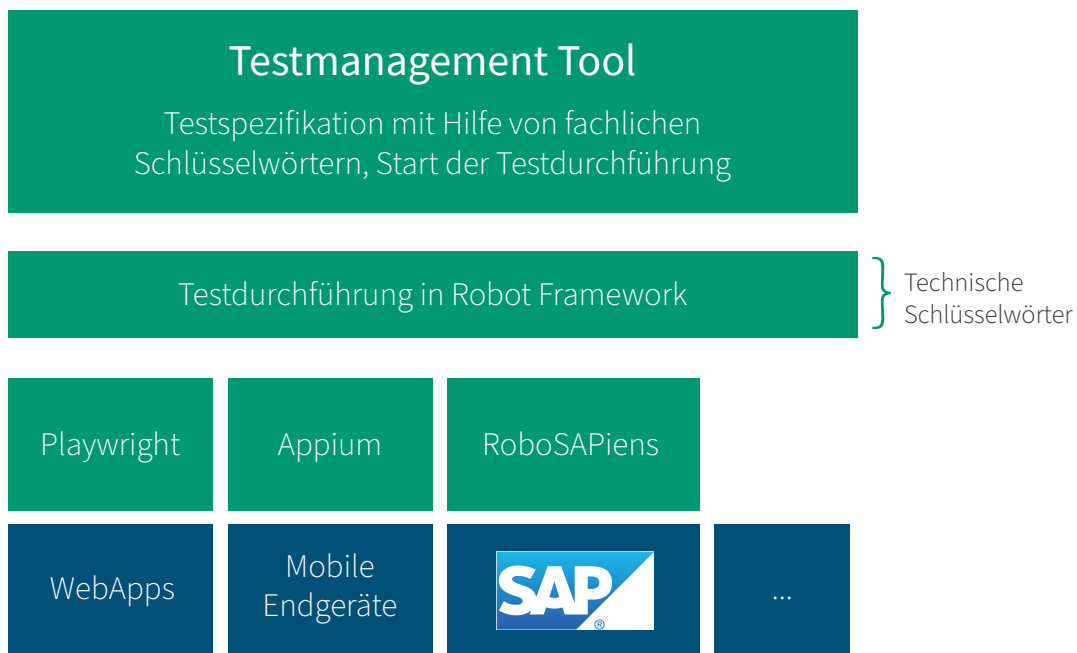 Testmanagement Tool
Testspezifikation mit Hilfe von fachlichen
Schlüsselwörtern, Start der Testdurchführung
Testdurchführung in Robot Framework
Technische
Schlüsselwörter
Playwright
Appium
RoboSAPiens
WebApps
Mobile
Endgeräte
SAP®
...